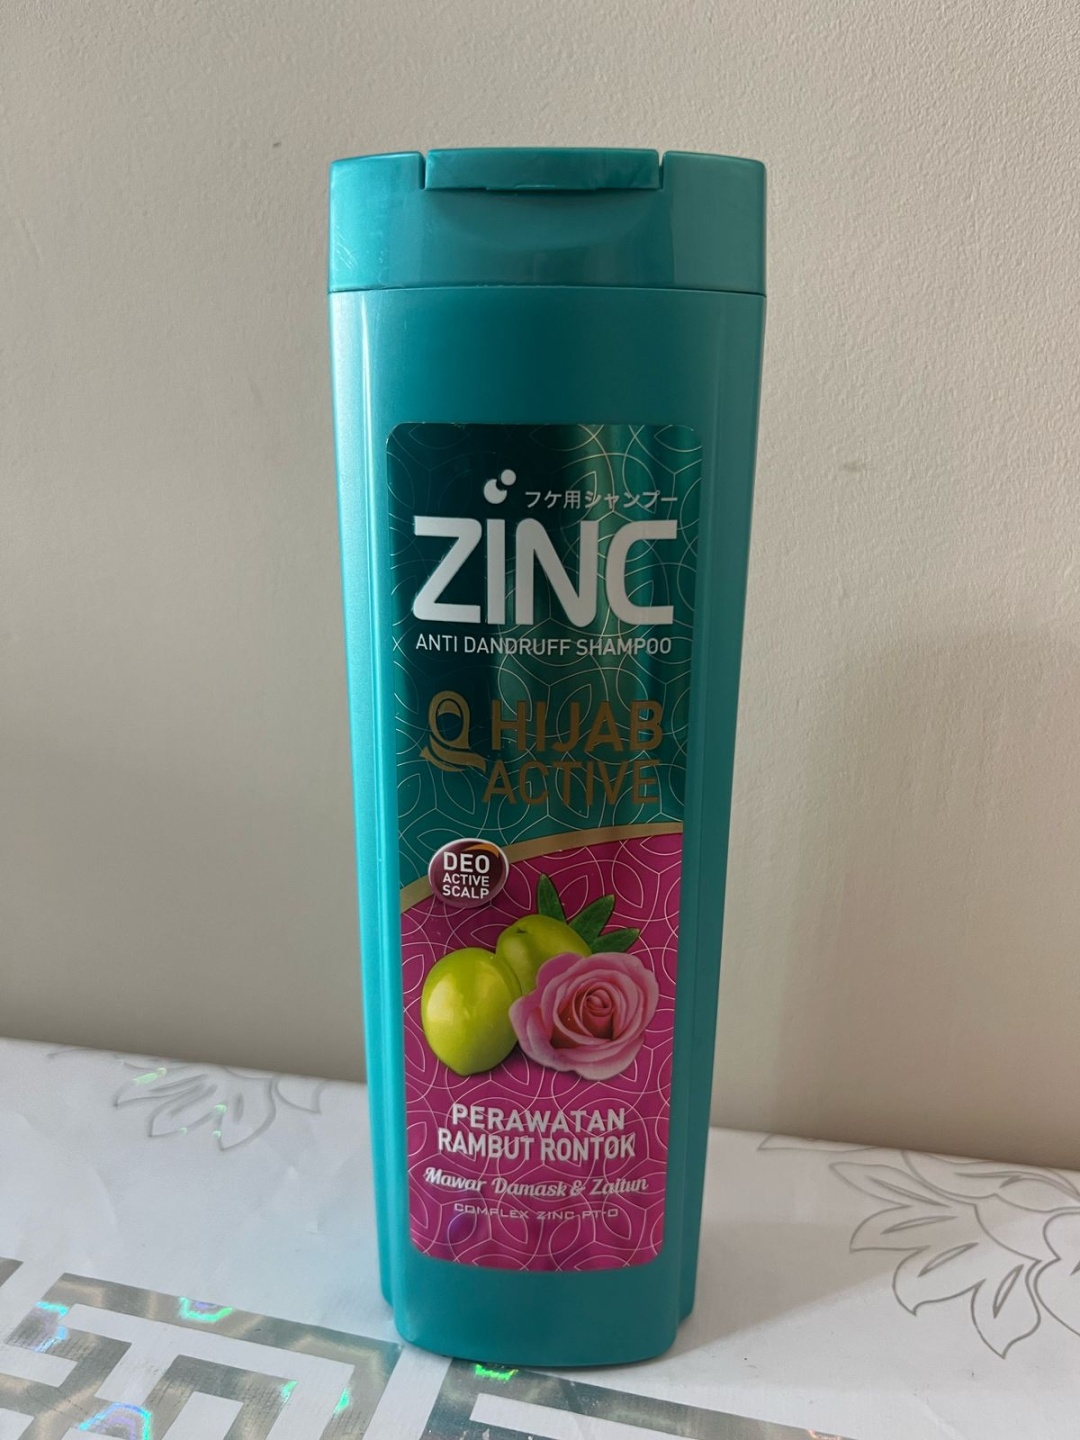 フケ用シャンプー
ZINC
ANTI DANDRUFF SHAMPOO
HIJAB
ACTIVE
DEO
ACTIVE
SCALP
PERAWATAN
RAMBUT RONTOK
Mawar Damask & Zaitun
COMPLEX ZINC PT-O